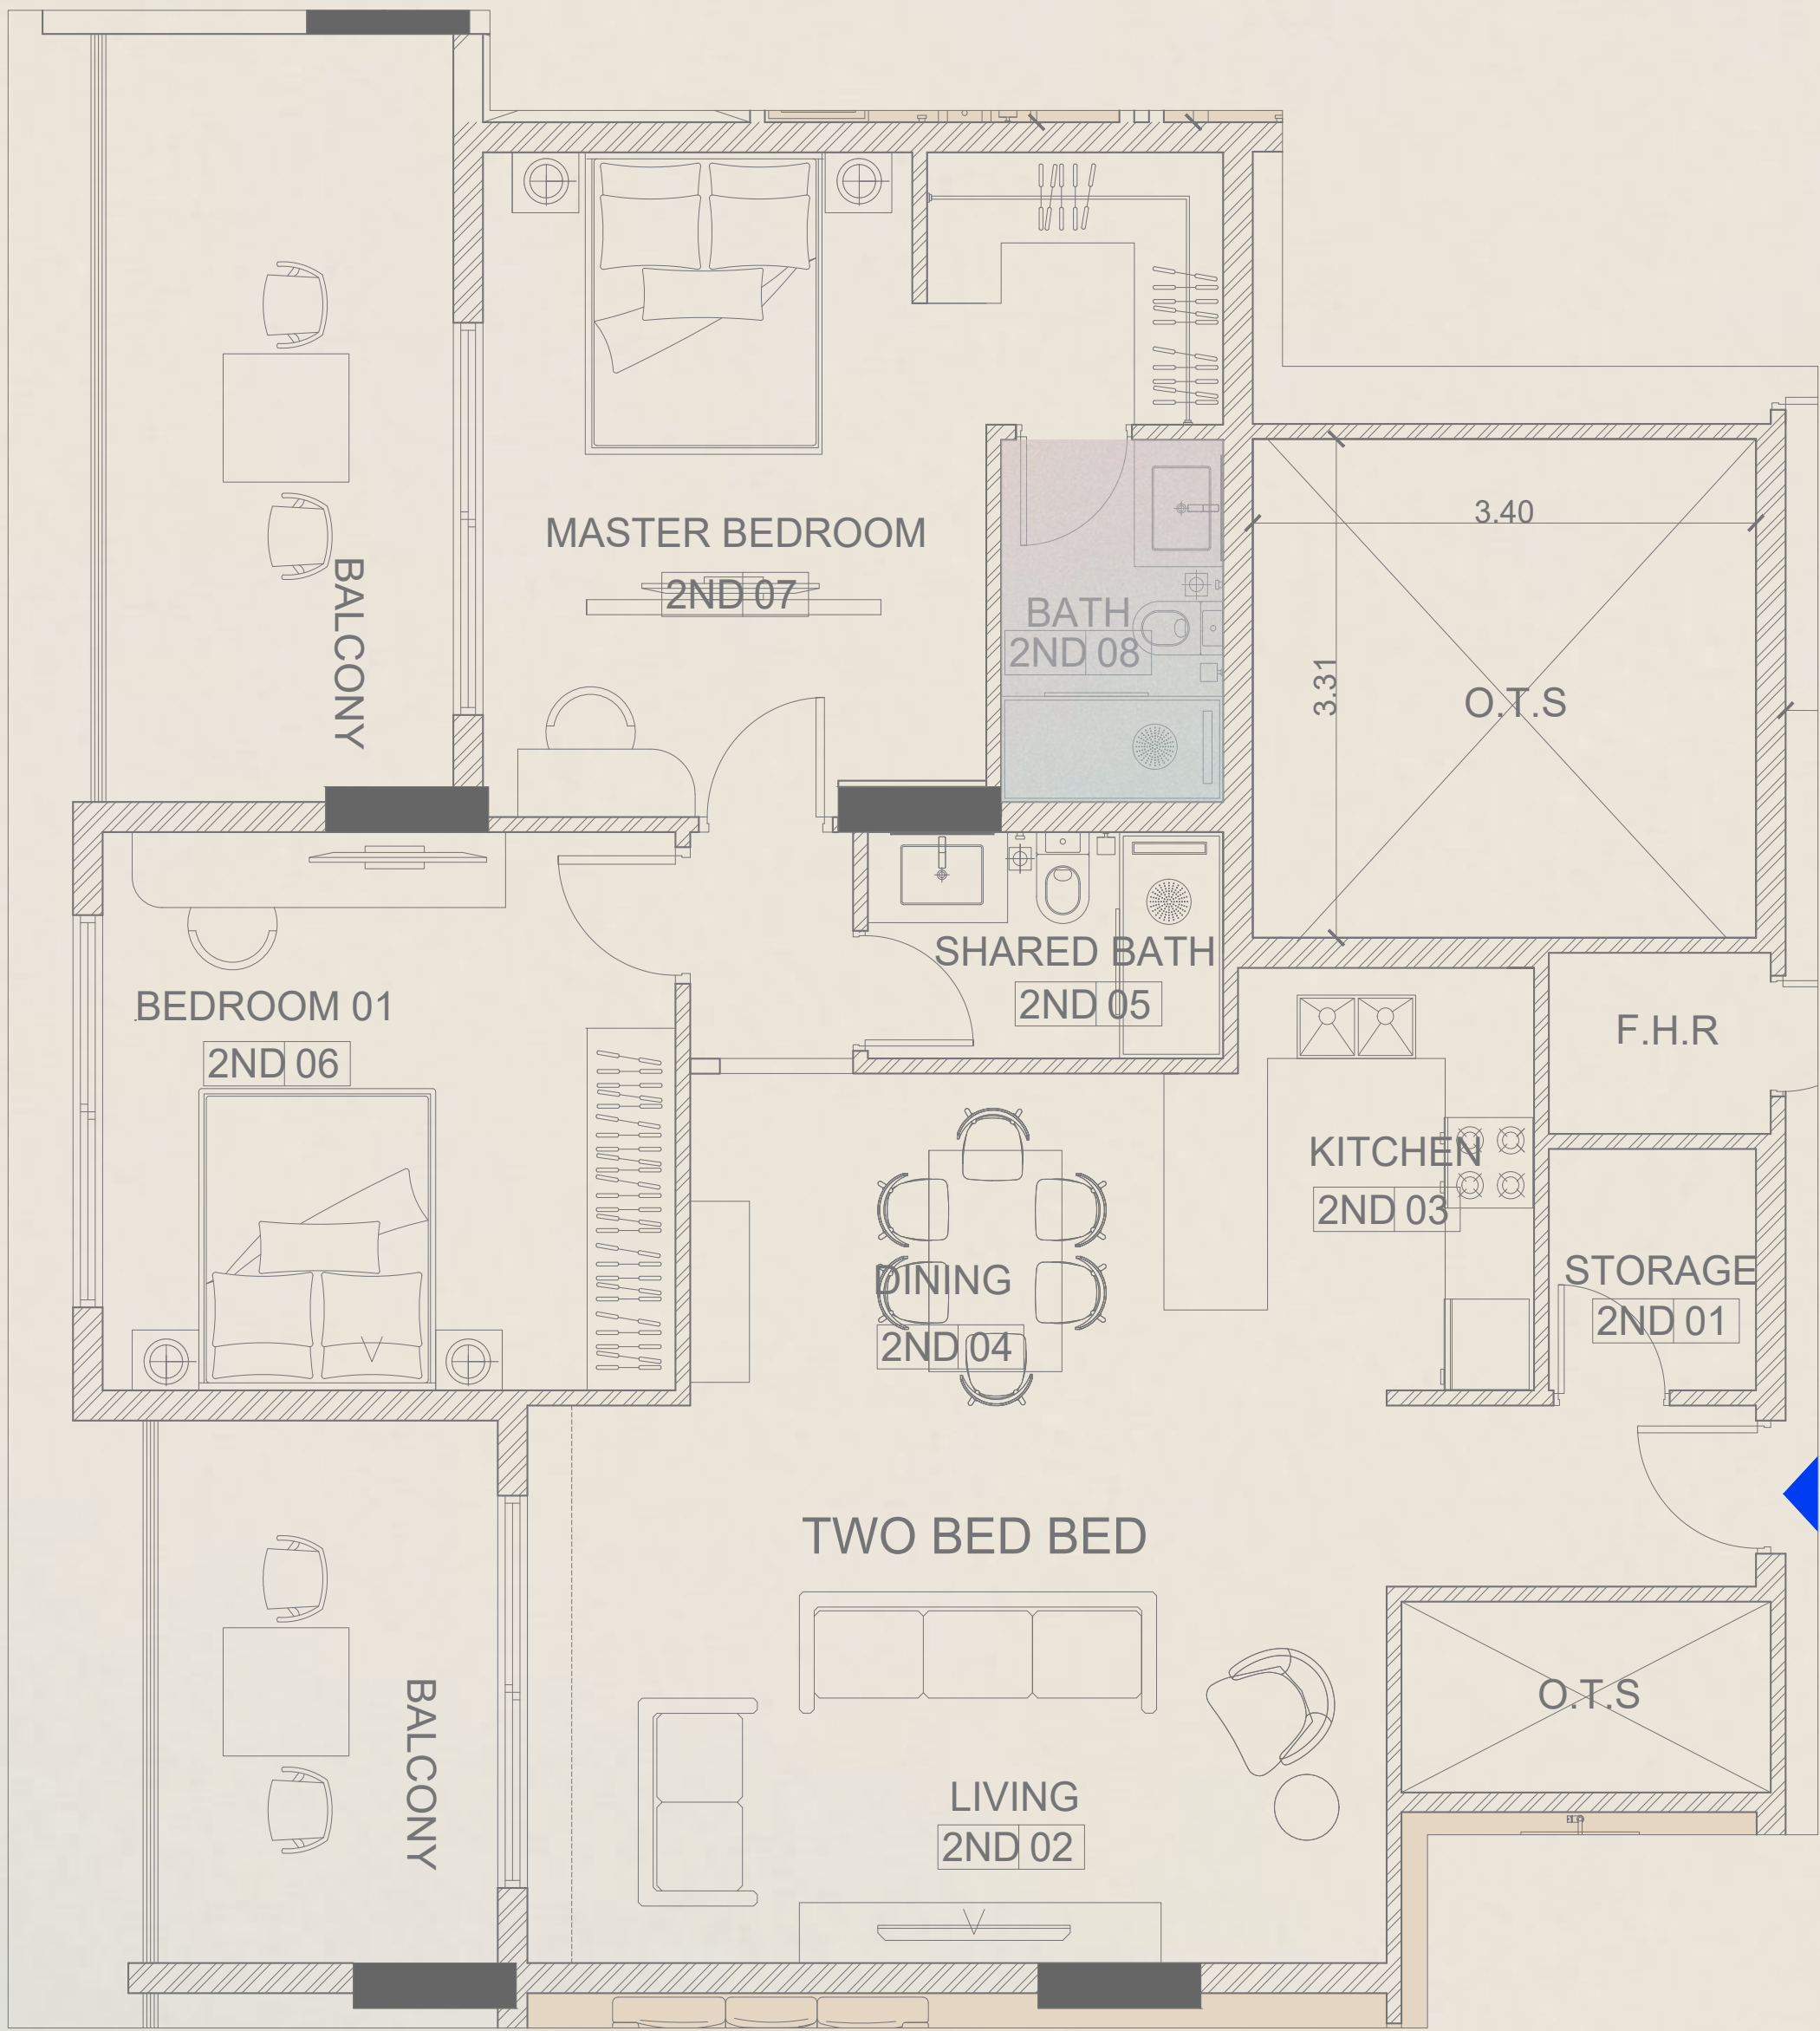 MASTER BEDROOM
2ND 07
BALCONY
BATH
2ND 08
3.40
3.31
O.T.S
SHARED BATH
2ND 05
BEDROOM 01
2ND 06
F.H.R
KITCHEN
2ND 03
STORAGE
2ND 01
DINING
2ND 04
TWO BED BED
O.T.S
BALCONY
LIVING
2ND 02